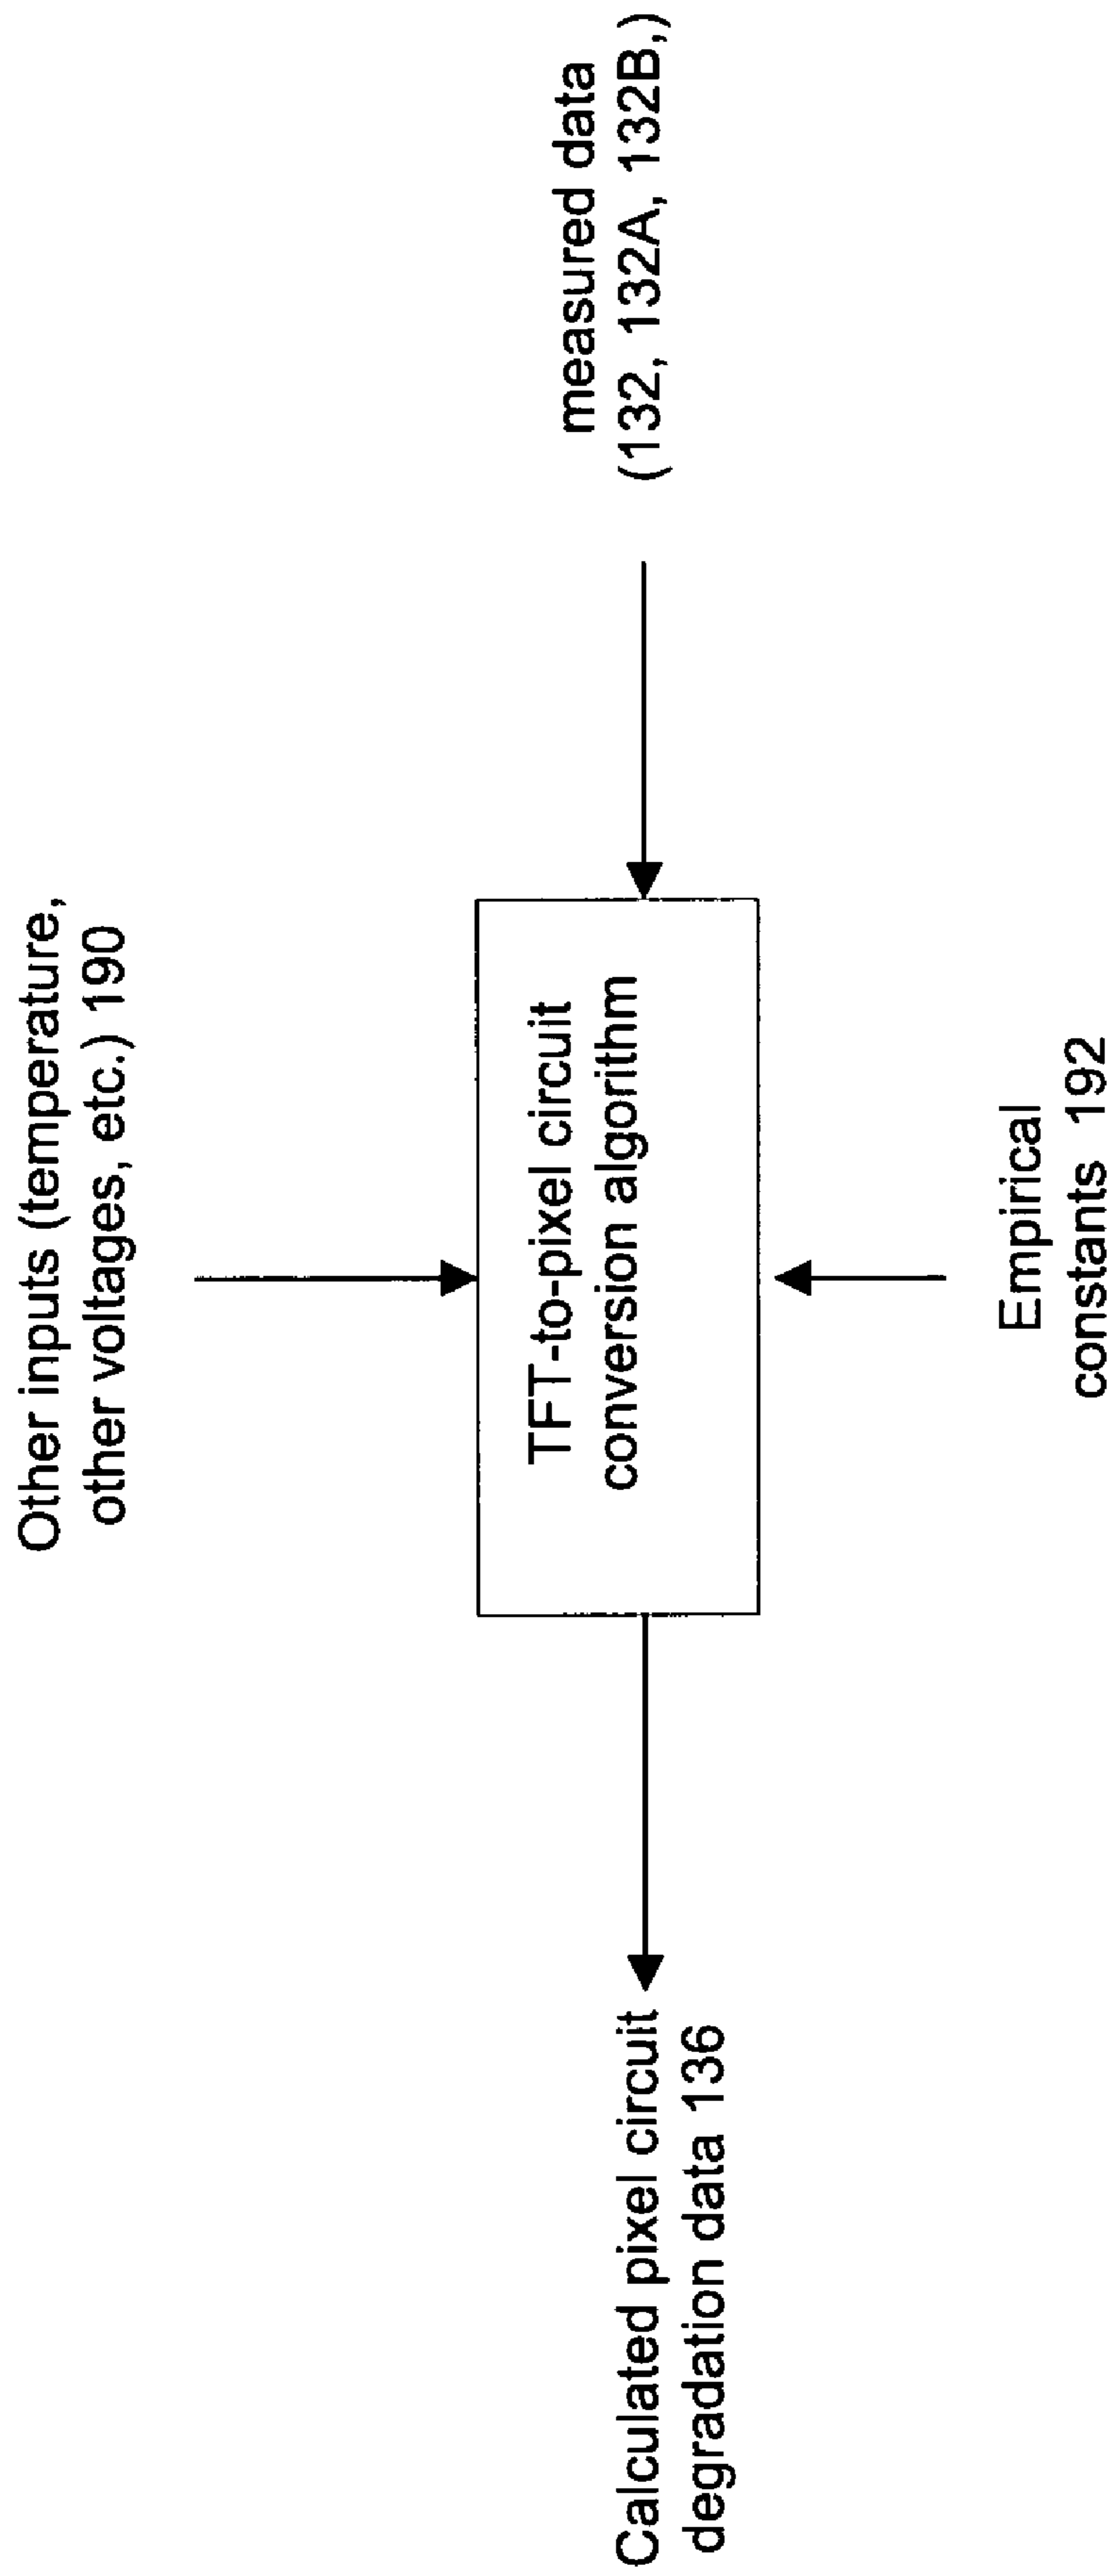 Other inputs (temperature,
other voltages, etc.) 190
measured data
(132, 132A, 132B,)
TFT-to-pixel circuit
conversion algorithm
Calculated pixel circuit
degradation data 136
Empirical
constants 192